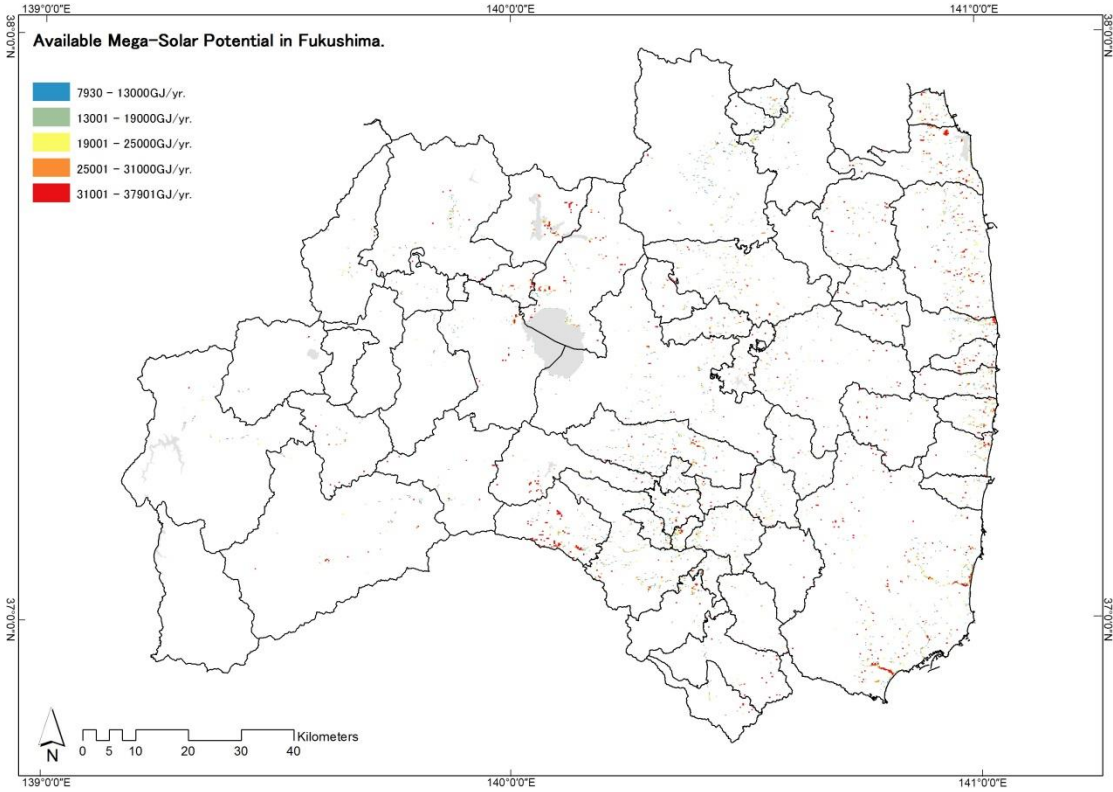 139°0'0"E 140°0'0"E 141°0'0"E
38°0'0"N 38°0'0"N
Available Mega-Solar Potential in Fukushima.
7930 - 13000GJ/yr.
13001 - 19000GJ/yr.
19001 - 25000GJ/yr.
25001 - 31000GJ/yr.
31001 - 37901GJ/yr.
37°0'0"N 37°0'0"N
N
Kilometers
0 5 10 20 30 40
139°0'0"E 140°0'0"E 141°0'0"E